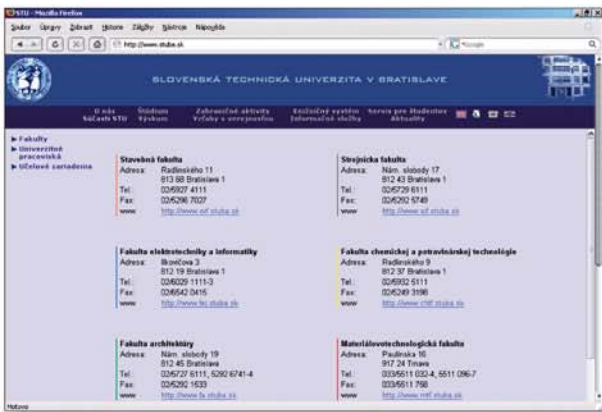 STU - Mozilla Firefox
Soubor Úpravy Zobrazit Historie Záložky Nástroje Nápověda
http://www.stuba.sk
Google
SLOVENSKÁ TECHNICKÁ UNIVERZITA V BRATISLAVE
O nás Štúdium Zahraničné aktivity Knižničný systém Servis pre študentov
Súčasti STU Výskum Vzťahy s verejnosťou Informačné služby Aktuality
Fakulty
Univerzitné
pracoviská
Účelové zariadenia
Stavebná fakulta
Adresa: Radlinského 11
813 68 Bratislava 1
Tel.: 02/5927 4111
Fax: 02/5296 7027
www http://www.svf.stuba.sk
Strojnícka fakulta
Adresa: Nám. slobody 17
812 43 Bratislava 1
Tel.: 02/5729 6111
Fax: 02/5292 5749
www http://www.sjf.stuba.sk
Fakulta elektrotechniky a informatiky
Adresa: Ilkovičova 3
812 19 Bratislava 1
Tel.: 02/6029 1111-3
Fax: 02/6542 0415
www http://www.fei.stuba.sk
Fakulta chemickej a potravinárskej technológie
Adresa: Radlinského 9
812 37 Bratislava 1
Tel.: 02/5932 5111
Fax: 02/5249 3198
www http://www.chtf.stuba.sk
Fakulta architektúry
Adresa: Nám. slobody 19
812 45 Bratislava
Tel.: 02/5727 6111, 5292 6741-4
Fax: 02/5292 1533
www http://www.fa.stuba.sk
Materiálovotechnologická fakulta
Adresa: Paulínska 16
917 24 Trnava
Tel.: 033/5511 032-4, 5511 096-7
Fax: 033/5511 758
www http://www.mtf.stuba.sk
Hotovo